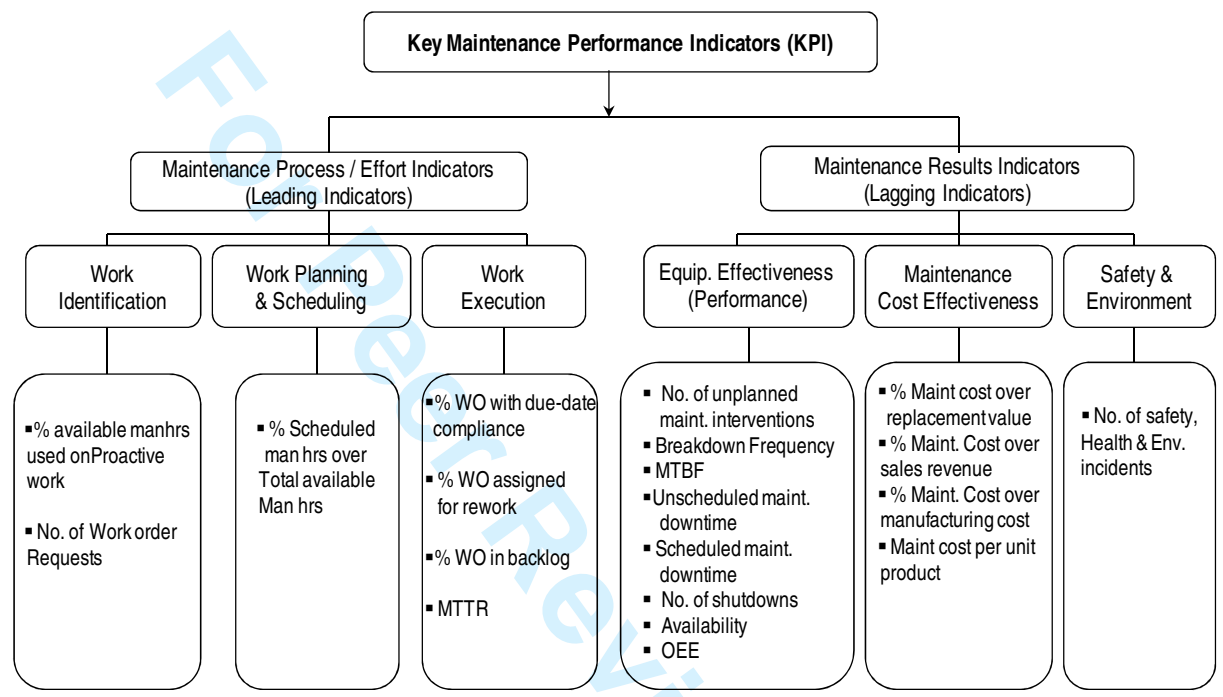 Key Maintenance Performance Indicators (KPI)
Maintenance Process / Effort Indicators
(Leading Indicators)
Maintenance Results Indicators
(Lagging Indicators)
Work
Identification
Work Planning
& Scheduling
Work
Execution
Equip. Effectiveness
(Performance)
Maintenance
Cost Effectiveness
Safety &
Environment
▪% available manhrs
used onProactive
work
▪ No. of Work order
Requests
▪ % Scheduled
man hrs over
Total available
Man hrs
▪% WO with due-date
compliance
▪ % WO assigned
for rework
▪% WO in backlog
▪ MTTR
▪ No. of unplanned
maint. interventions
▪ Breakdown Frequency
▪ MTBF
▪Unscheduled maint.
downtime
▪ Scheduled maint.
downtime
▪ No. of shutdowns
▪ Availability
▪ OEE
▪ % Maint cost over
replacement value
▪ % Maint. Cost over
sales revenue
▪ % Maint. Cost over
manufacturing cost
▪ Maint cost per unit
product
▪ No. of safety,
Health & Env.
incidents
For Peer Revi